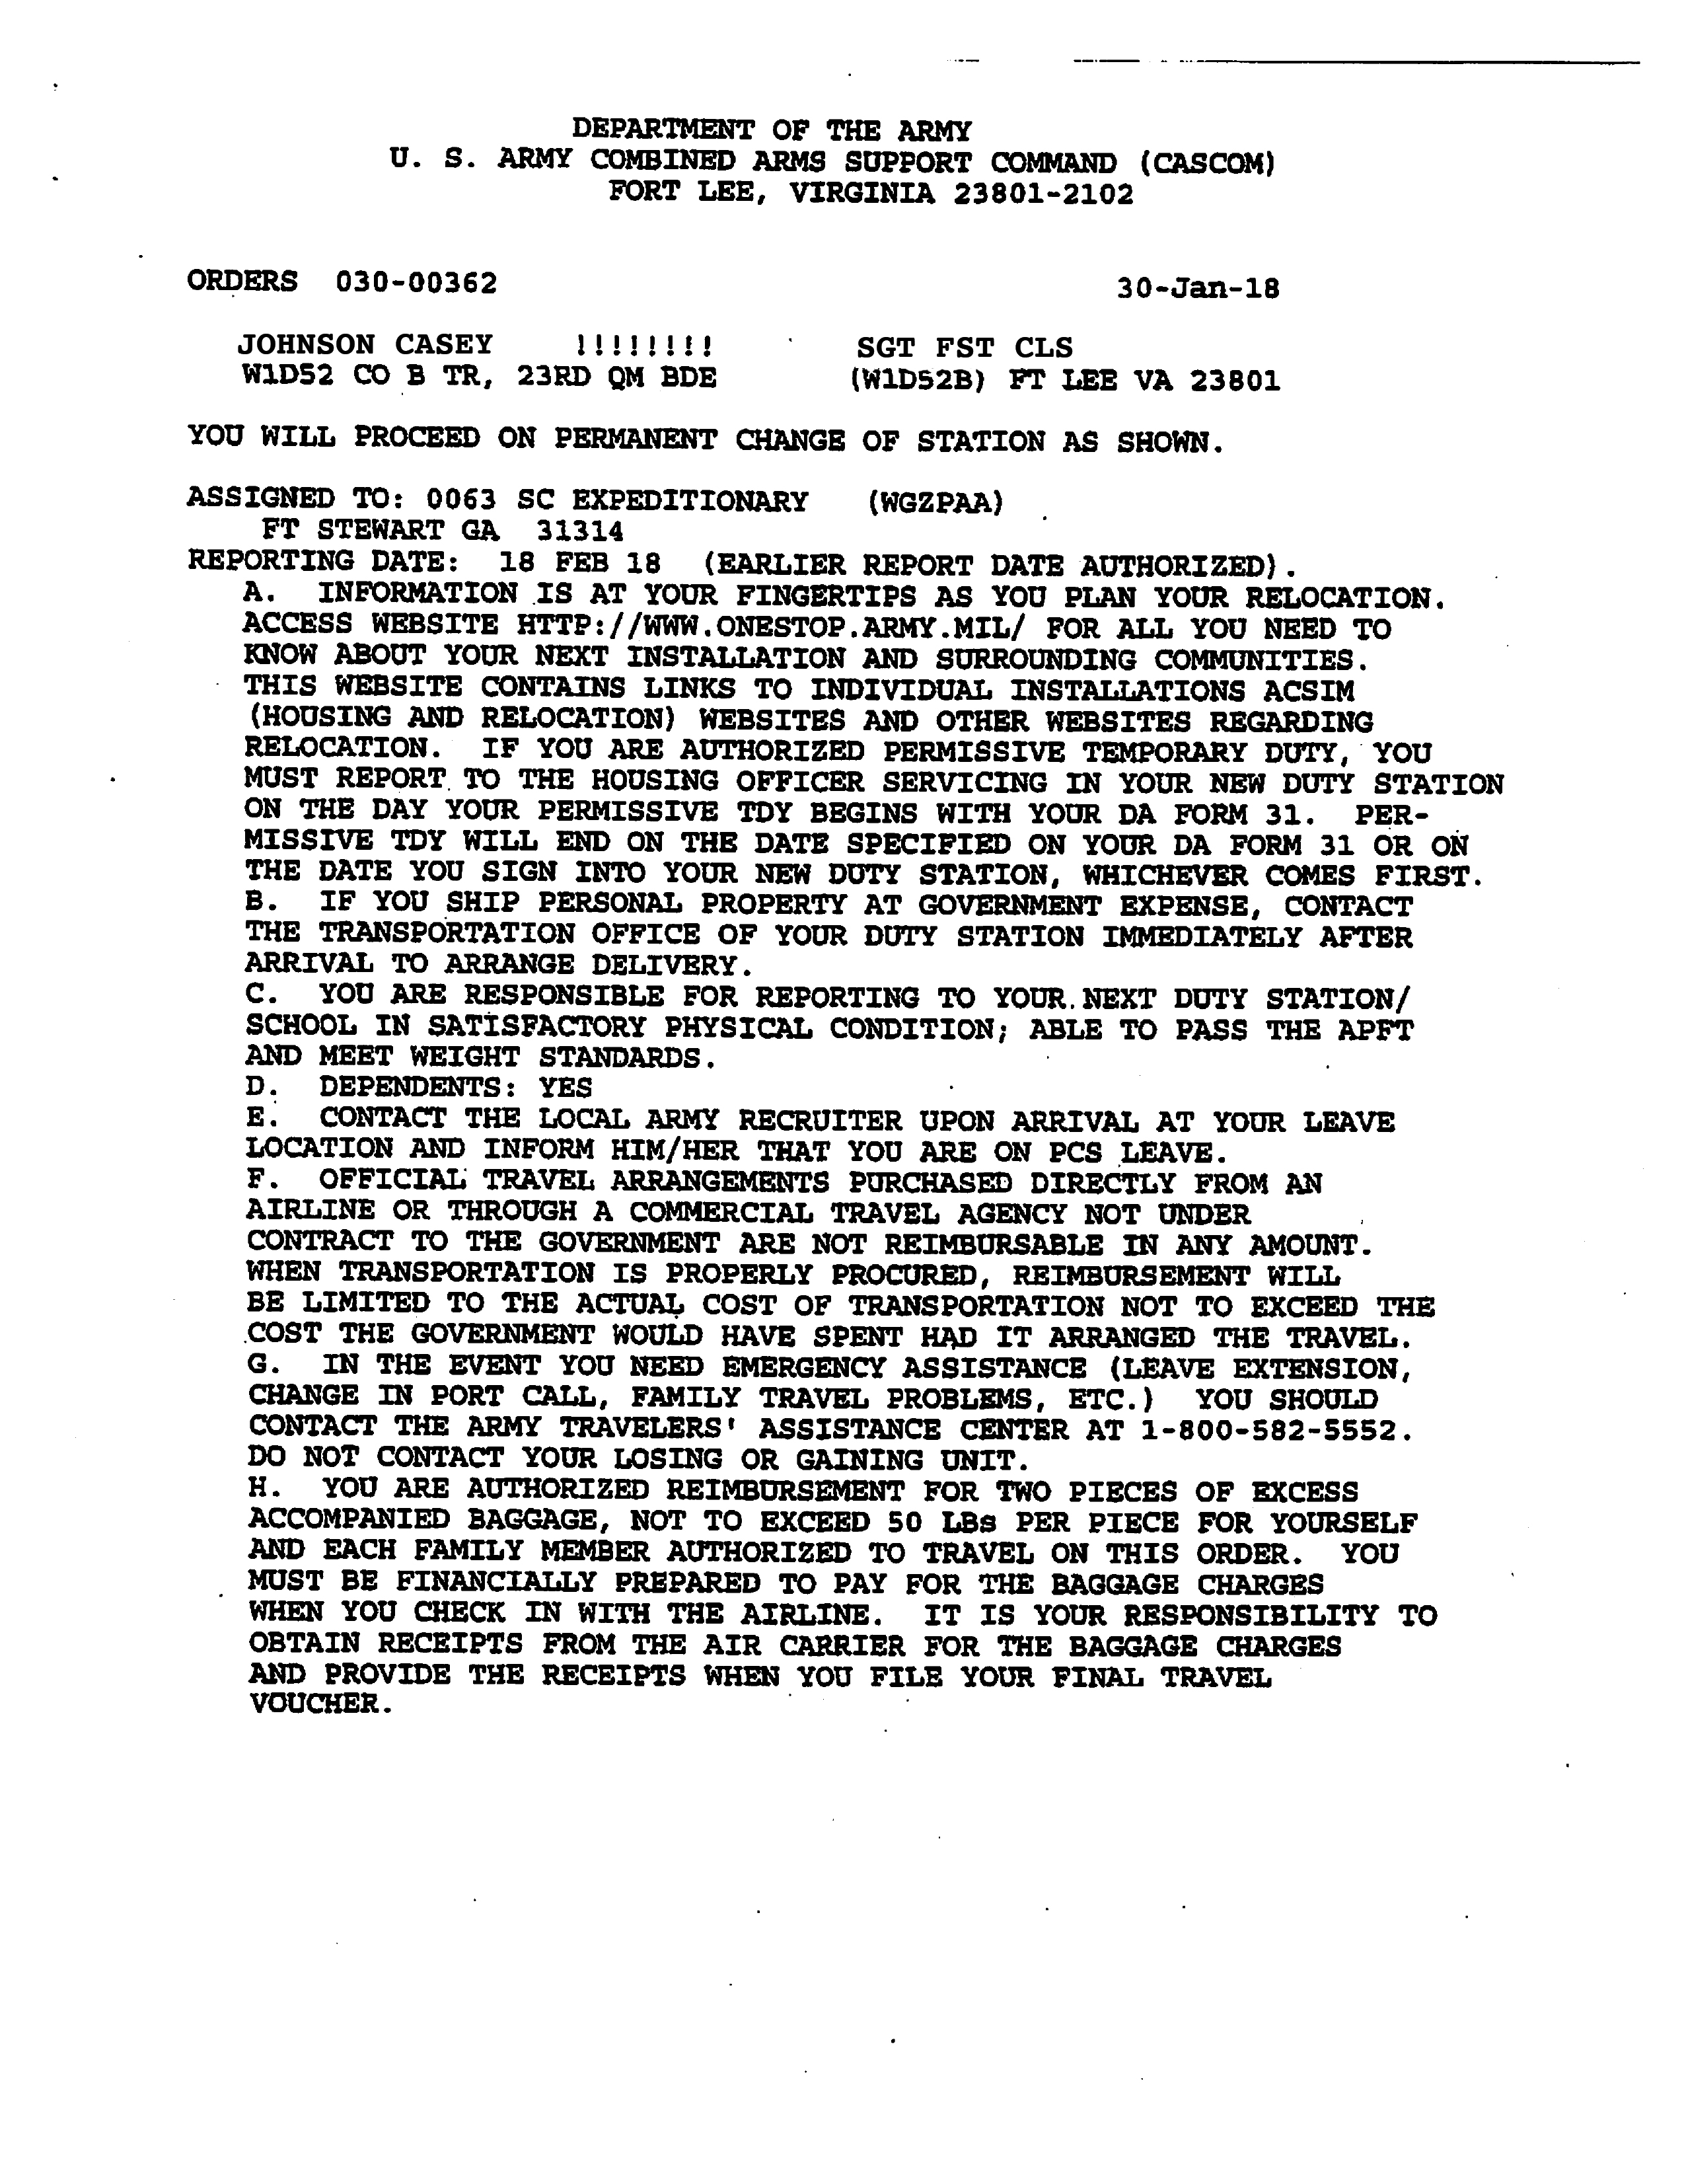 DEPARTMENT OF THE ARMY
U. S. ARMY COMBINED ARMS SUPPORT COMMAND (CASCOM)
FORT LEE, VIRGINIA 23801-2102
ORDERS 030-00362 30-Jan-18
JOHNSON CASEY !!!!!!!! SGT FST CLS
W1D52 CO B TR, 23RD QM BDE (W1D52B) FT LEE VA 23801
YOU WILL PROCEED ON PERMANENT CHANGE OF STATION AS SHOWN.
ASSIGNED TO: 0063 SC EXPEDITIONARY (WGZPAA)
FT STEWART GA 31314
REPORTING DATE: 18 FEB 18 (EARLIER REPORT DATE AUTHORIZED).
A. INFORMATION IS AT YOUR FINGERTIPS AS YOU PLAN YOUR RELOCATION.
ACCESS WEBSITE HTTP://WWW.ONESTOP.ARMY.MIL/ FOR ALL YOU NEED TO
KNOW ABOUT YOUR NEXT INSTALLATION AND SURROUNDING COMMUNITIES.
THIS WEBSITE CONTAINS LINKS TO INDIVIDUAL INSTALLATIONS ACSIM
(HOUSING AND RELOCATION) WEBSITES AND OTHER WEBSITES REGARDING
RELOCATION. IF YOU ARE AUTHORIZED PERMISSIVE TEMPORARY DUTY, YOU
MUST REPORT TO THE HOUSING OFFICER SERVICING IN YOUR NEW DUTY STATION
ON THE DAY YOUR PERMISSIVE TDY BEGINS WITH YOUR DA FORM 31. PER-
MISSIVE TDY WILL END ON THE DATE SPECIFIED ON YOUR DA FORM 31 OR ON
THE DATE YOU SIGN INTO YOUR NEW DUTY STATION, WHICHEVER COMES FIRST.
B. IF YOU SHIP PERSONAL PROPERTY AT GOVERNMENT EXPENSE, CONTACT
THE TRANSPORTATION OFFICE OF YOUR DUTY STATION IMMEDIATELY AFTER
ARRIVAL TO ARRANGE DELIVERY.
C. YOU ARE RESPONSIBLE FOR REPORTING TO YOUR NEXT DUTY STATION/
SCHOOL IN SATISFACTORY PHYSICAL CONDITION; ABLE TO PASS THE APFT
AND MEET WEIGHT STANDARDS.
D. DEPENDENTS: YES
E. CONTACT THE LOCAL ARMY RECRUITER UPON ARRIVAL AT YOUR LEAVE
LOCATION AND INFORM HIM/HER THAT YOU ARE ON PCS LEAVE.
F. OFFICIAL TRAVEL ARRANGEMENTS PURCHASED DIRECTLY FROM AN
AIRLINE OR THROUGH A COMMERCIAL TRAVEL AGENCY NOT UNDER
CONTRACT TO THE GOVERNMENT ARE NOT REIMBURSABLE IN ANY AMOUNT.
WHEN TRANSPORTATION IS PROPERLY PROCURED, REIMBURSEMENT WILL
BE LIMITED TO THE ACTUAL COST OF TRANSPORTATION NOT TO EXCEED THE
COST THE GOVERNMENT WOULD HAVE SPENT HAD IT ARRANGED THE TRAVEL.
G. IN THE EVENT YOU NEED EMERGENCY ASSISTANCE (LEAVE EXTENSION,
CHANGE IN PORT CALL, FAMILY TRAVEL PROBLEMS, ETC.) YOU SHOULD
CONTACT THE ARMY TRAVELERS' ASSISTANCE CENTER AT 1-800-582-5552.
DO NOT CONTACT YOUR LOSING OR GAINING UNIT.
H. YOU ARE AUTHORIZED REIMBURSEMENT FOR TWO PIECES OF EXCESS
ACCOMPANIED BAGGAGE, NOT TO EXCEED 50 LBs PER PIECE FOR YOURSELF
AND EACH FAMILY MEMBER AUTHORIZED TO TRAVEL ON THIS ORDER. YOU
MUST BE FINANCIALLY PREPARED TO PAY FOR THE BAGGAGE CHARGES
WHEN YOU CHECK IN WITH THE AIRLINE. IT IS YOUR RESPONSIBILITY TO
OBTAIN RECEIPTS FROM THE AIR CARRIER FOR THE BAGGAGE CHARGES
AND PROVIDE THE RECEIPTS WHEN YOU FILE YOUR FINAL TRAVEL
VOUCHER.